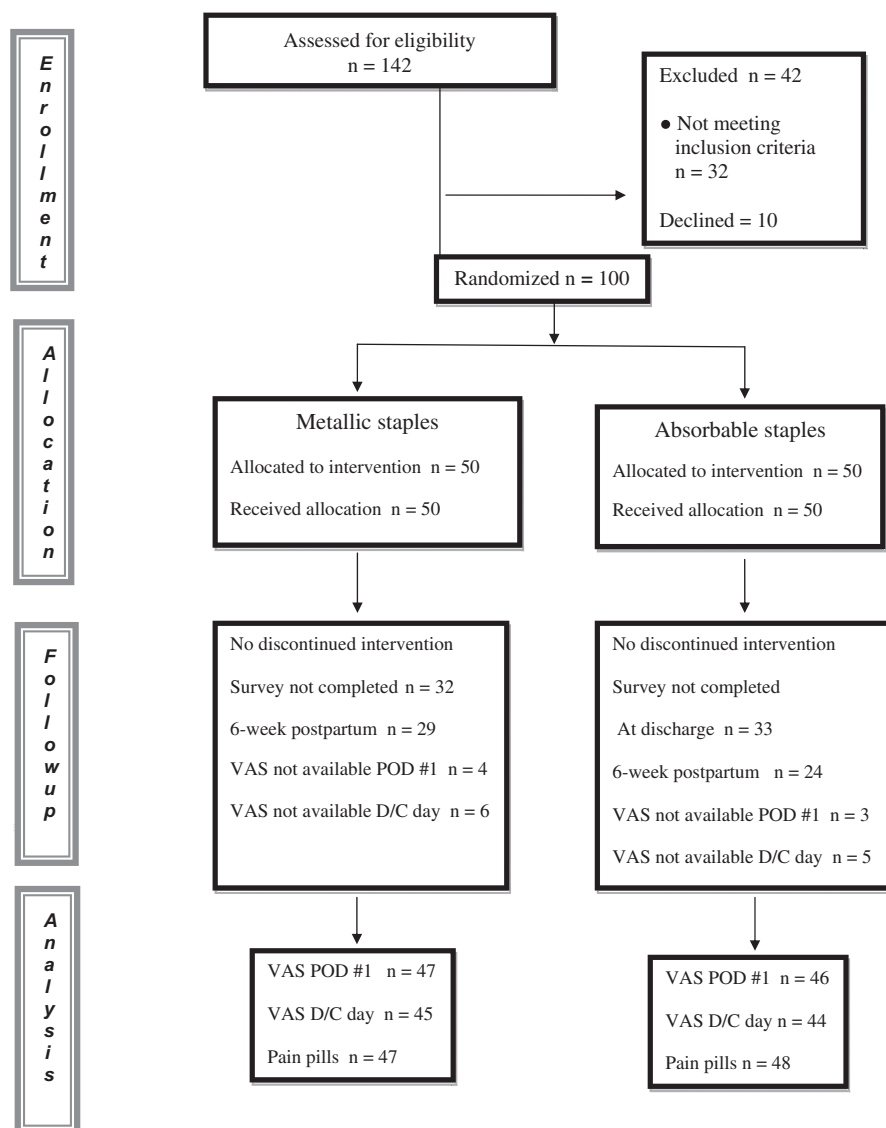 Enrollment
Assessed for eligibility
n = 142
Excluded n = 42
● Not meeting
inclusion criteria
n = 32
Declined = 10
Randomized n = 100
Allocation
Metallic staples
Allocated to intervention n = 50
Received allocation n = 50
Absorbable staples
Allocated to intervention n = 50
Received allocation n = 50
Followup
No discontinued intervention
Survey not completed n = 32
6-week postpartum n = 29
VAS not available POD #1 n = 4
VAS not available D/C day n = 6
No discontinued intervention
Survey not completed
At discharge n = 33
6-week postpartum n = 24
VAS not available POD #1 n = 3
VAS not available D/C day n = 5
Analysis
VAS POD #1 n = 47
VAS D/C day n = 45
Pain pills n = 47
VAS POD #1 n = 46
VAS D/C day n = 44
Pain pills n = 48